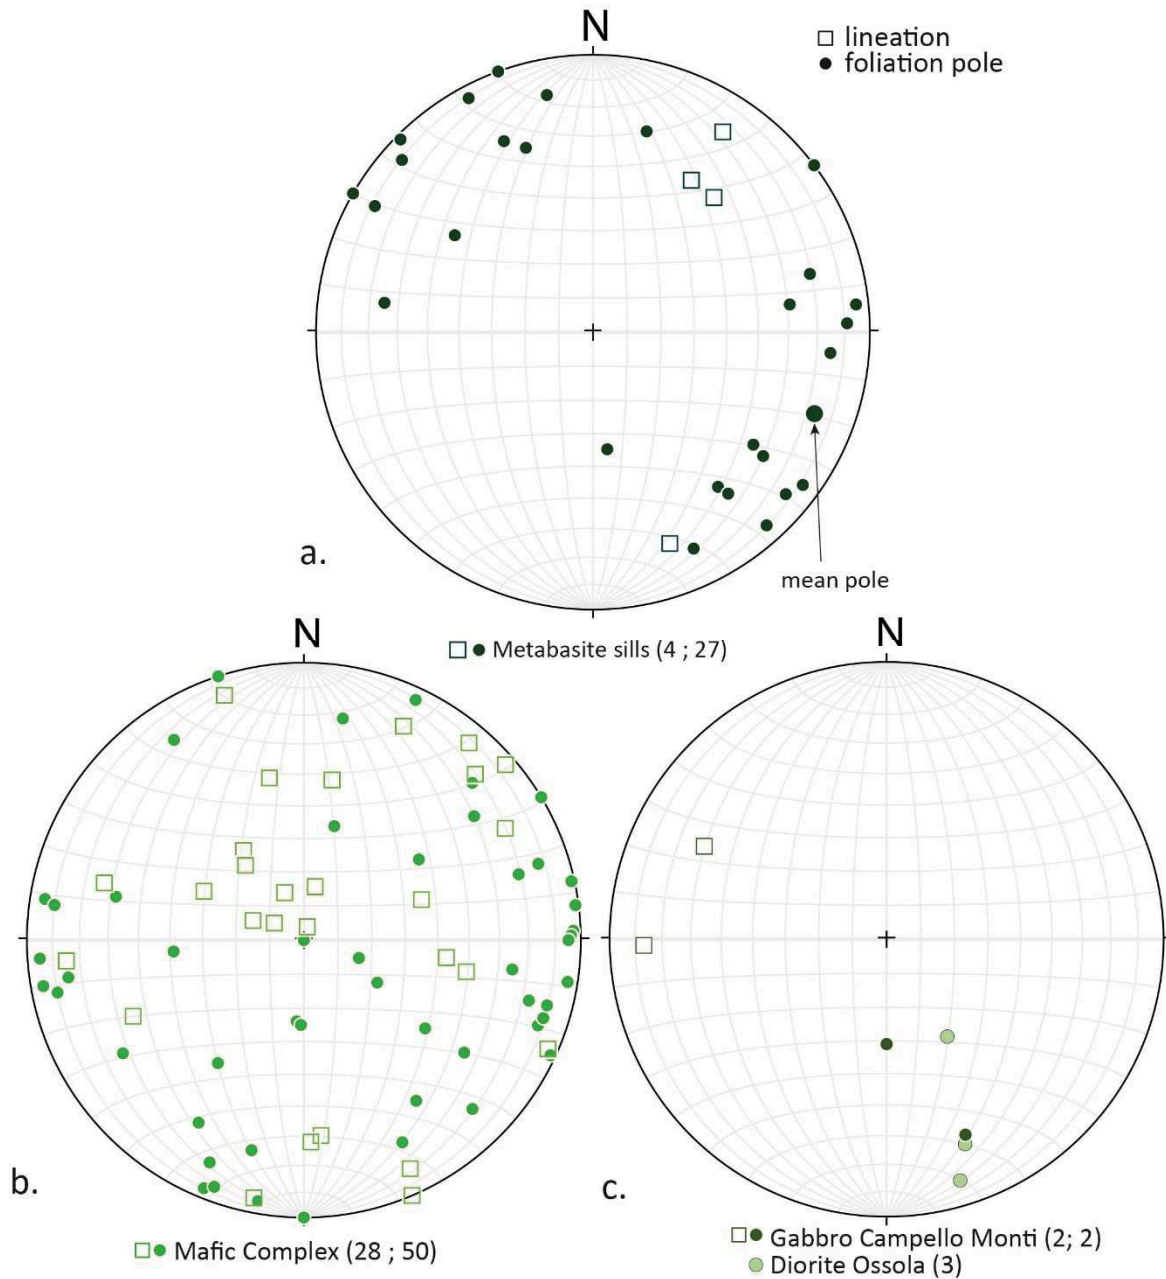 N
lineation
foliation pole
a.
mean pole
Metabasite sills (4 ; 27)
N
N
b.
c.
Mafic Complex (28 ; 50)
Gabbro Campello Monti (2; 2)
Diorite Ossola (3)